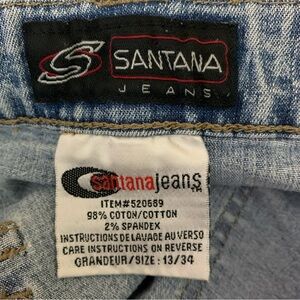 SANTANA
JEANS
santanajeans
ITEM#520689
98% COTON/COTTON
2% SPANDEX
INSTRUCTIONS DE LAVAGE AU VERSO
CARE INSTRUCTIONS ON REVERSE
GRANDEUR/SIZE : 13/34